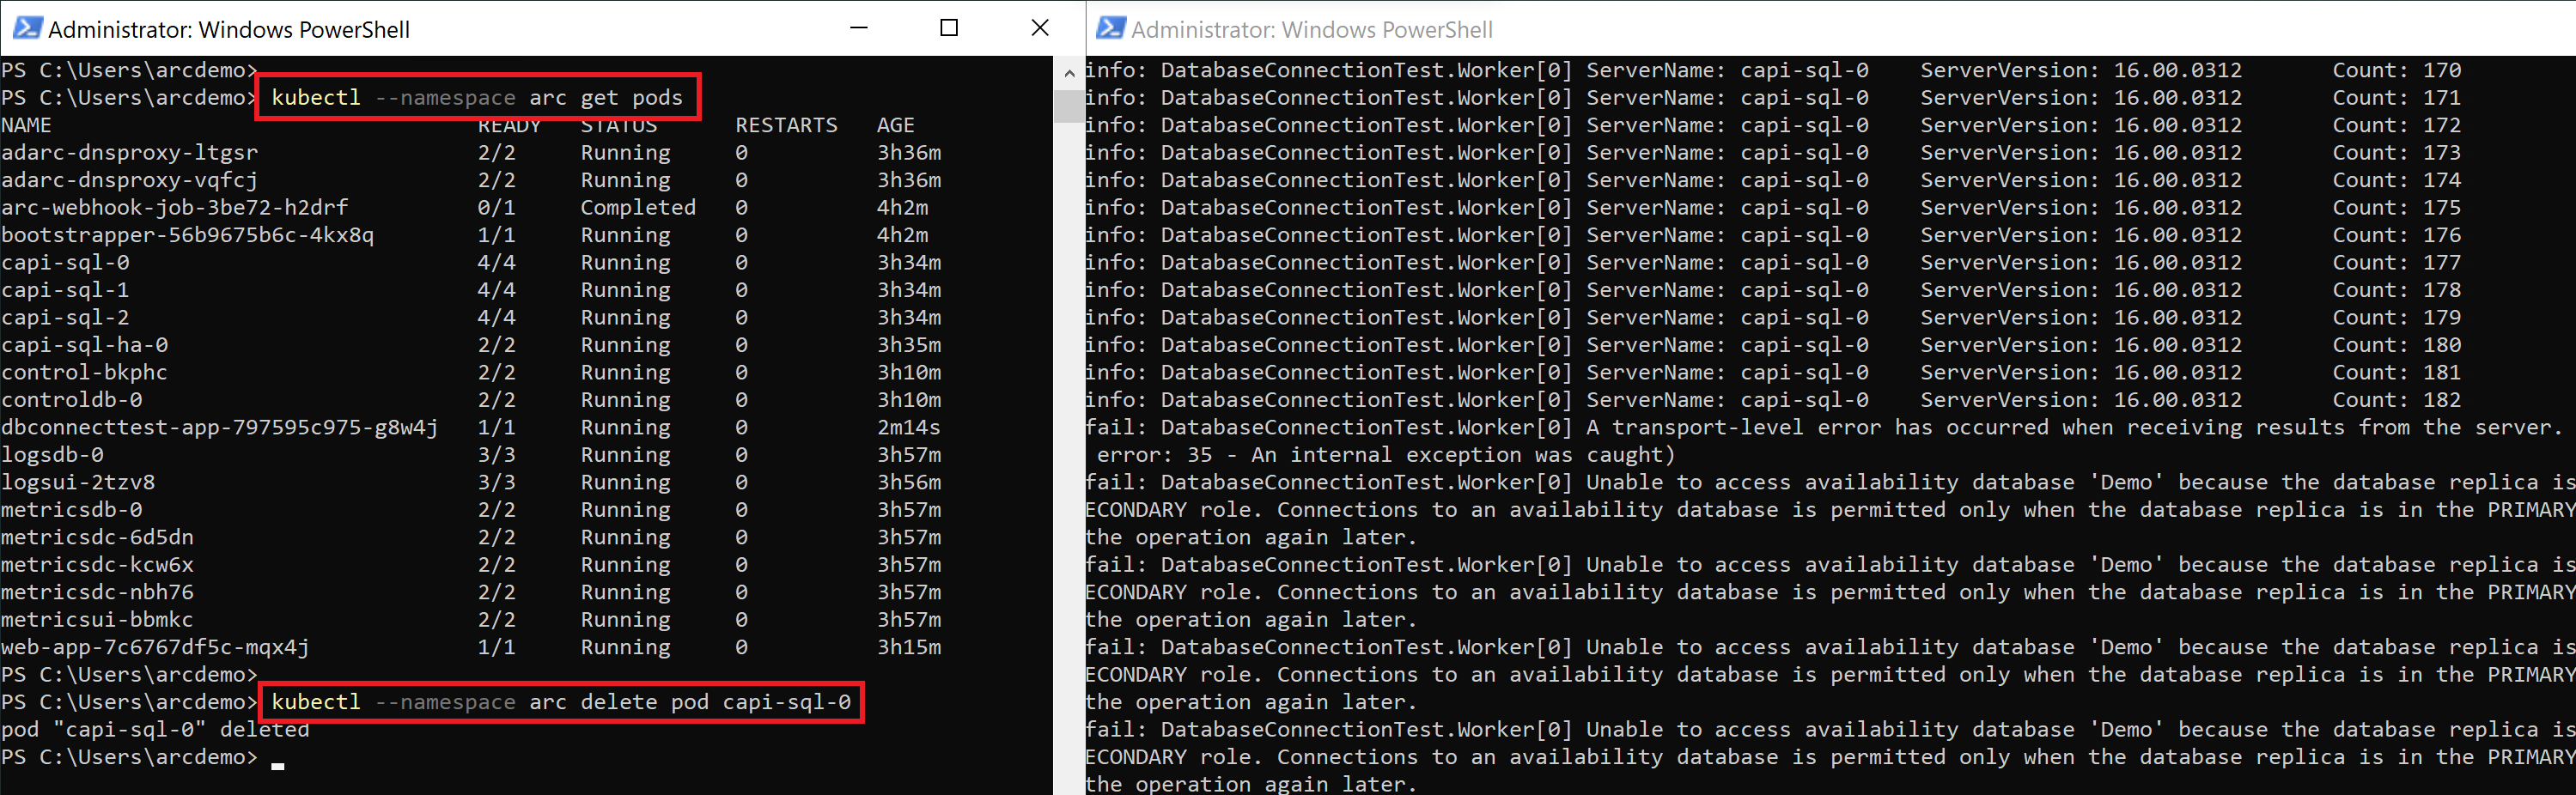 Administrator: Windows PowerShell
PS C:\Users\arcdemo>
PS C:\Users\arcdemo> kubectl --namespace arc get pods
NAME READY STATUS RESTARTS AGE
adarc-dnsproxy-ltgsr 2/2 Running 0 3h36m
adarc-dnsproxy-vqfcj 2/2 Running 0 3h36m
arc-webhook-job-3be72-h2drf 0/1 Completed 0 4h2m
bootstrapper-56b9675b6c-4kx8q 1/1 Running 0 4h2m
capi-sql-0 4/4 Running 0 3h34m
capi-sql-1 4/4 Running 0 3h34m
capi-sql-2 4/4 Running 0 3h34m
capi-sql-ha-0 2/2 Running 0 3h35m
control-bkphc 2/2 Running 0 3h10m
controldb-0 2/2 Running 0 3h10m
dbconnecttest-app-797595c975-g8w4j 1/1 Running 0 2m14s
logsdb-0 3/3 Running 0 3h57m
logsui-2tzv8 3/3 Running 0 3h56m
metricsdb-0 2/2 Running 0 3h57m
metricsdc-6d5dn 2/2 Running 0 3h57m
metricsdc-kcw6x 2/2 Running 0 3h57m
metricsdc-nbh76 2/2 Running 0 3h57m
metricsui-bbmkc 2/2 Running 0 3h57m
web-app-7c6767df5c-mqx4j 1/1 Running 0 3h15m
PS C:\Users\arcdemo>
PS C:\Users\arcdemo> kubectl --namespace arc delete pod capi-sql-0
pod "capi-sql-0" deleted
PS C:\Users\arcdemo>
Administrator: Windows PowerShell
info: DatabaseConnectionTest.Worker[0] ServerName: capi-sql-0 ServerVersion: 16.00.0312 Count: 170
info: DatabaseConnectionTest.Worker[0] ServerName: capi-sql-0 ServerVersion: 16.00.0312 Count: 171
info: DatabaseConnectionTest.Worker[0] ServerName: capi-sql-0 ServerVersion: 16.00.0312 Count: 172
info: DatabaseConnectionTest.Worker[0] ServerName: capi-sql-0 ServerVersion: 16.00.0312 Count: 173
info: DatabaseConnectionTest.Worker[0] ServerName: capi-sql-0 ServerVersion: 16.00.0312 Count: 174
info: DatabaseConnectionTest.Worker[0] ServerName: capi-sql-0 ServerVersion: 16.00.0312 Count: 175
info: DatabaseConnectionTest.Worker[0] ServerName: capi-sql-0 ServerVersion: 16.00.0312 Count: 176
info: DatabaseConnectionTest.Worker[0] ServerName: capi-sql-0 ServerVersion: 16.00.0312 Count: 177
info: DatabaseConnectionTest.Worker[0] ServerName: capi-sql-0 ServerVersion: 16.00.0312 Count: 178
info: DatabaseConnectionTest.Worker[0] ServerName: capi-sql-0 ServerVersion: 16.00.0312 Count: 179
info: DatabaseConnectionTest.Worker[0] ServerName: capi-sql-0 ServerVersion: 16.00.0312 Count: 180
info: DatabaseConnectionTest.Worker[0] ServerName: capi-sql-0 ServerVersion: 16.00.0312 Count: 181
info: DatabaseConnectionTest.Worker[0] ServerName: capi-sql-0 ServerVersion: 16.00.0312 Count: 182
fail: DatabaseConnectionTest.Worker[0] A transport-level error has occurred when receiving results from the server.
error: 35 - An internal exception was caught)
fail: DatabaseConnectionTest.Worker[0] Unable to access availability database 'Demo' because the database replica is
ECONDARY role. Connections to an availability database is permitted only when the database replica is in the PRIMARY
the operation again later.
fail: DatabaseConnectionTest.Worker[0] Unable to access availability database 'Demo' because the database replica is
ECONDARY role. Connections to an availability database is permitted only when the database replica is in the PRIMARY
the operation again later.
fail: DatabaseConnectionTest.Worker[0] Unable to access availability database 'Demo' because the database replica is
ECONDARY role. Connections to an availability database is permitted only when the database replica is in the PRIMARY
the operation again later.
fail: DatabaseConnectionTest.Worker[0] Unable to access availability database 'Demo' because the database replica is
ECONDARY role. Connections to an availability database is permitted only when the database replica is in the PRIMARY
the operation again later.